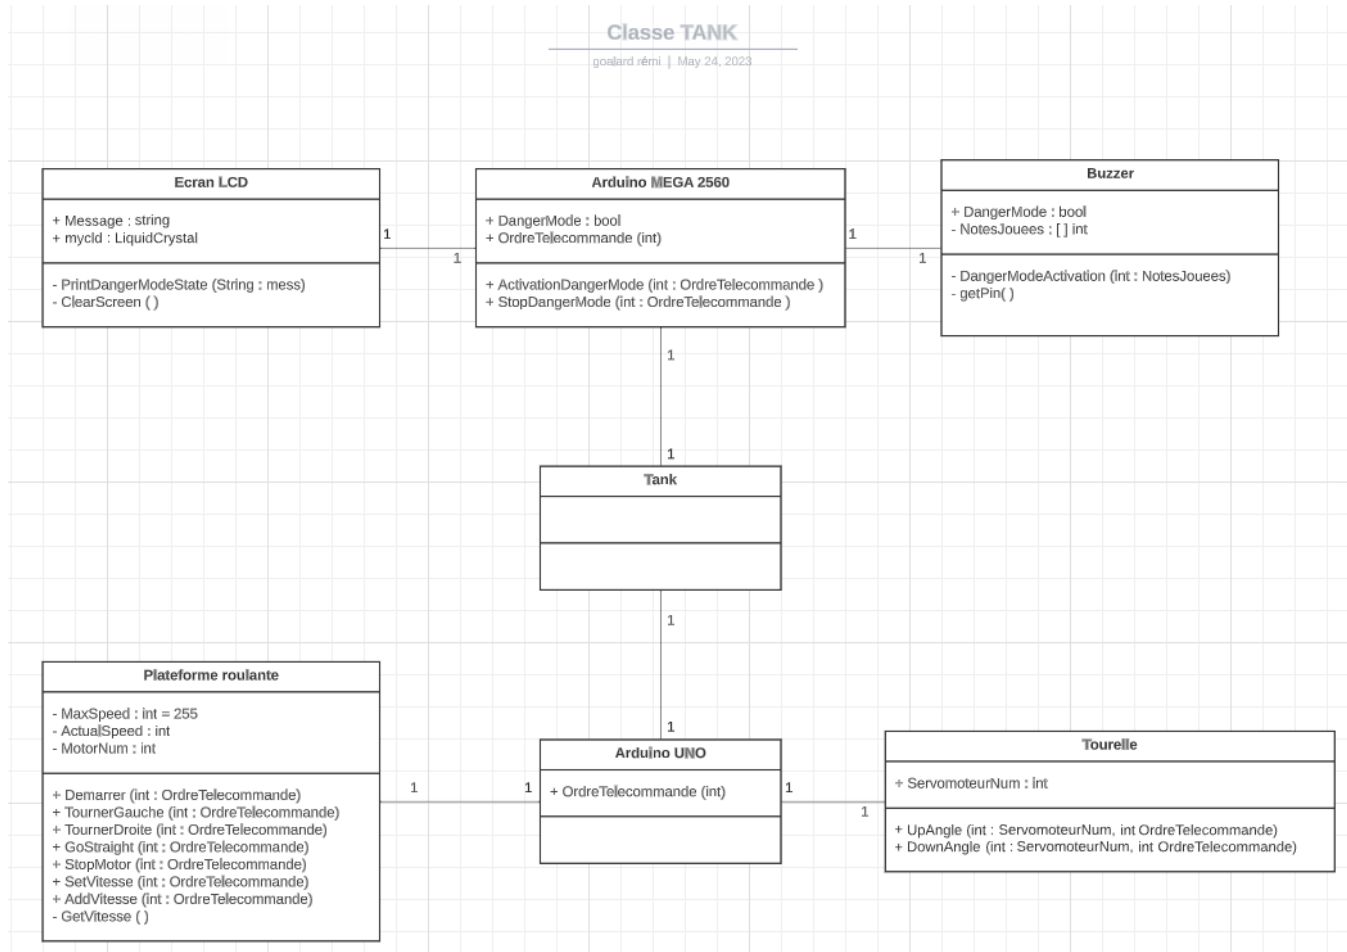 Classe TANK
goalard rémi | May 24, 2023
Ecran LCD
+ Message : string
+ mycld : LiquidCrystal
- PrintDangerModeState (String : mess)
- ClearScreen ( )
1
1
Arduino MEGA 2560
+ DangerMode : bool
+ OrdreTelecommande (int)
+ ActivationDangerMode (int : OrdreTelecommande )
+ StopDangerMode (int : OrdreTelecommande )
1
1
Buzzer
+ DangerMode : bool
- NotesJouees : [ ] int
- DangerModeActivation (int : NotesJouees)
- getPin( )
1
1
Tank
1
1
Plateforme roulante
- MaxSpeed : int = 255
- ActualSpeed : int
- MotorNum : int
+ Demarrer (int : OrdreTelecommande)
+ TournerGauche (int : OrdreTelecommande)
+ TournerDroite (int : OrdreTelecommande)
+ GoStraight (int : OrdreTelecommande)
+ StopMotor (int : OrdreTelecommande)
+ SetVitesse (int : OrdreTelecommande)
+ AddVitesse (int : OrdreTelecommande)
- GetVitesse ( )
1
1
Arduino UNO
+ OrdreTelecommande (int)
1
1
Tourelle
+ ServomoteurNum : int
+ UpAngle (int : ServomoteurNum, int OrdreTelecommande)
+ DownAngle (int : ServomoteurNum, int OrdreTelecommande)